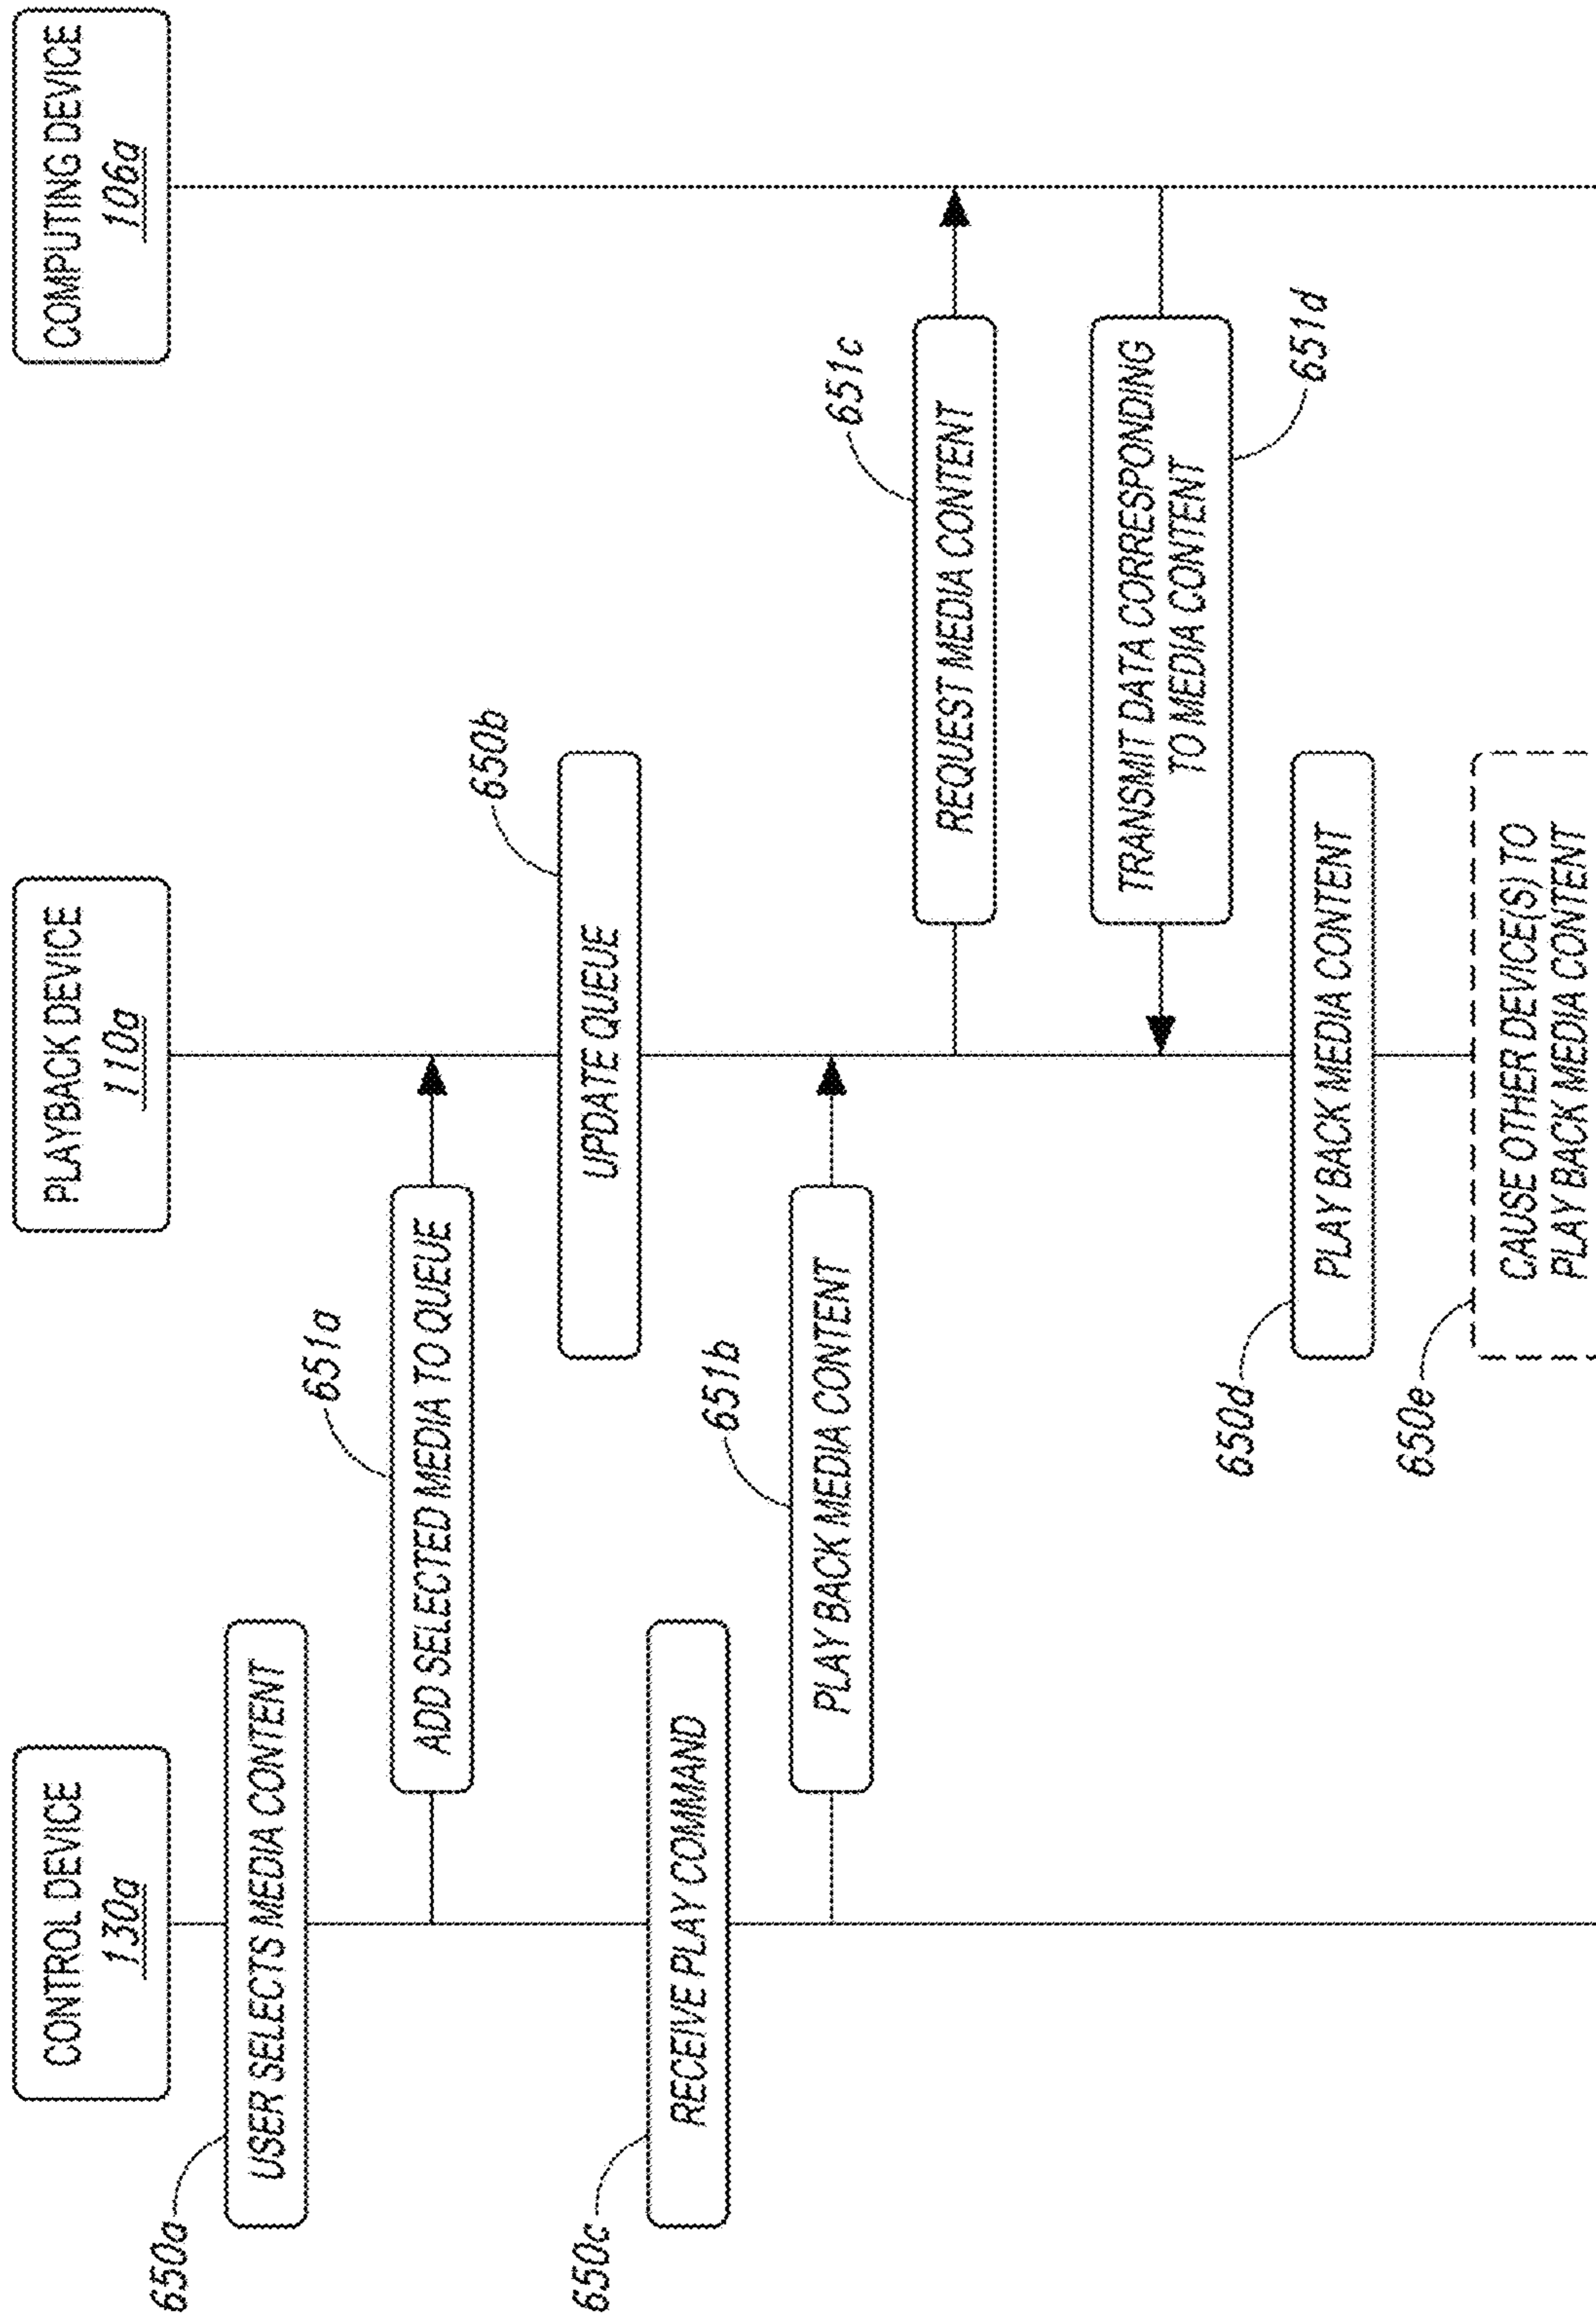 CONTROL DEVICE
130a
PLAYBACK DEVICE
110a
COMPUTING DEVICE
106a
650a
USER SELECTS MEDIA CONTENT
651a
ADD SELECTED MEDIA TO QUEUE
650b
UPDATE QUEUE
650c
RECEIVE PLAY COMMAND
651b
PLAY BACK MEDIA CONTENT
651c
REQUEST MEDIA CONTENT
TRANSMIT DATA CORRESPONDING
TO MEDIA CONTENT
651d
650d
PLAY BACK MEDIA CONTENT
650e
CAUSE OTHER DEVICE(S) TO
PLAY BACK MEDIA CONTENT